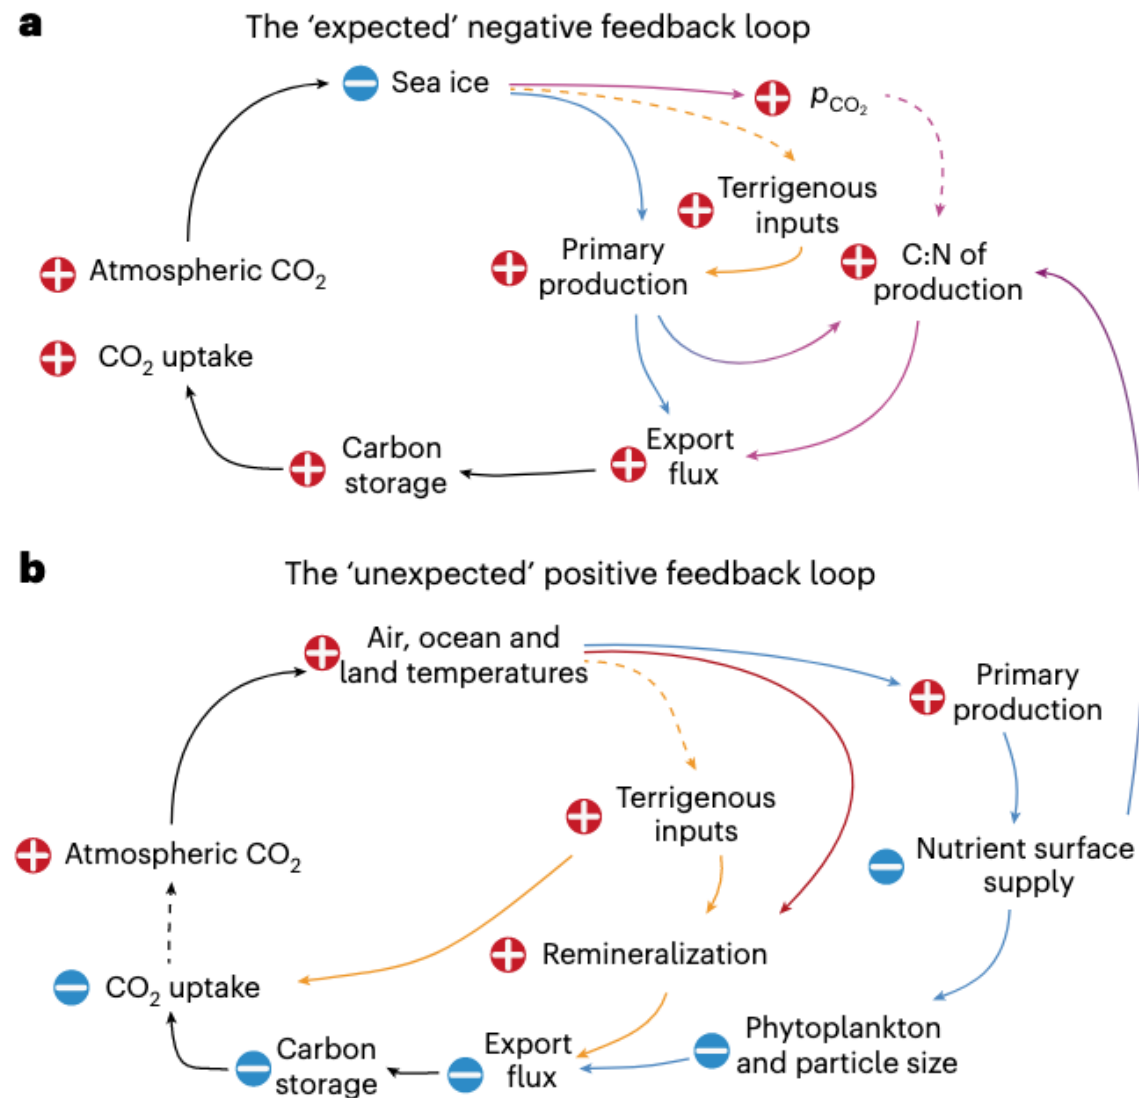 a
The ‘expected’ negative feedback loop
Sea ice
pCO₂
Terrigenous
inputs
Primary
production
C:N of
production
Atmospheric CO₂
CO₂ uptake
Carbon
storage
Export
flux
b
The ‘unexpected’ positive feedback loop
Air, ocean and
land temperatures
Primary
production
Terrigenous
inputs
Atmospheric CO₂
Nutrient surface
supply
Remineralization
CO₂ uptake
Phytoplankton
and particle size
Export
flux
Carbon
storage